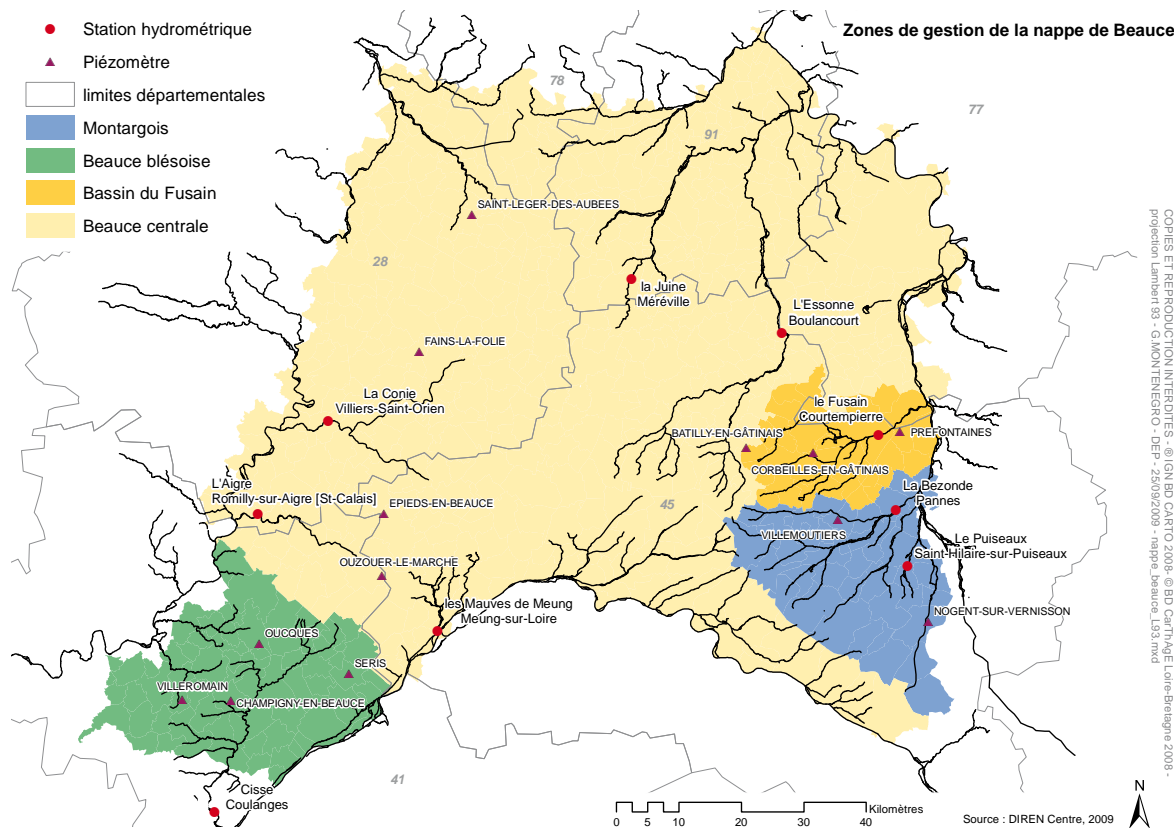 Zones de gestion de la nappe de Beauce
Station hydrométrique
Piézomètre
limites départementales
Montargois
Beauce blésoise
Bassin du Fusain
Beauce centrale
78
77
91
SAINT-LEGER-DES-AUBEES
28
la Juine
Méréville
L'Essonne
Boulancourt
FAINS-LA-FOLIE
La Conie
Villiers-Saint-Orien
le Fusain
Courtempierre
BATILLY-EN-GÂTINAIS
PREFONTAINES
CORBEILLES-EN-GÂTINAIS
L'Aigre
Romilly-sur-Aigre [St-Calais]
EPIEDS-EN-BEAUCE
45
La Bezonde
Pannes
VILLEMOUTIERS
Le Puiseaux
Saint-Hilaire-sur-Puiseaux
OUZOUER-LE-MARCHE
les Mauves de Meung
Meung-sur-Loire
NOGENT-SUR-VERNISSON
OUCQUES
SERIS
VILLEROMAIN
CHAMPIGNY-EN-BEAUCE
41
Cisse
Coulanges
Kilomètres
0 5 10 20 30 40
N
Source : DIREN Centre, 2009
COPIES ET REPRODUCTION INTERDITES - ® IGN BD CARTO 2006-® BD CarThAgE Loire-Bretagne 2008 -
projection Lambert 93 - G.MONTENEGRO - DEP - 25/09/2009 - nappe_beauce_L93.mxd